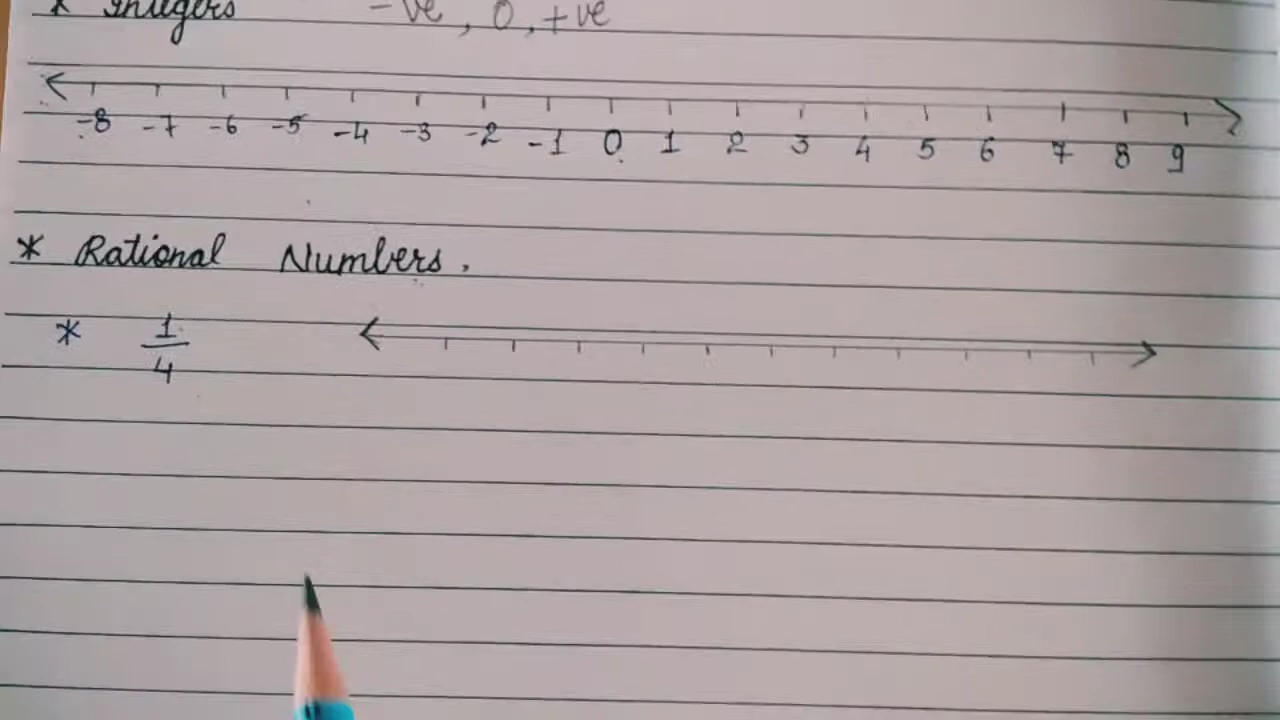 * Integers -ve, 0, +ve
-8 -7 -6 -5 -4 -3 -2 -1 0 1 2 3 4 5 6 7 8 9
* Rational Numbers.
* 1/4